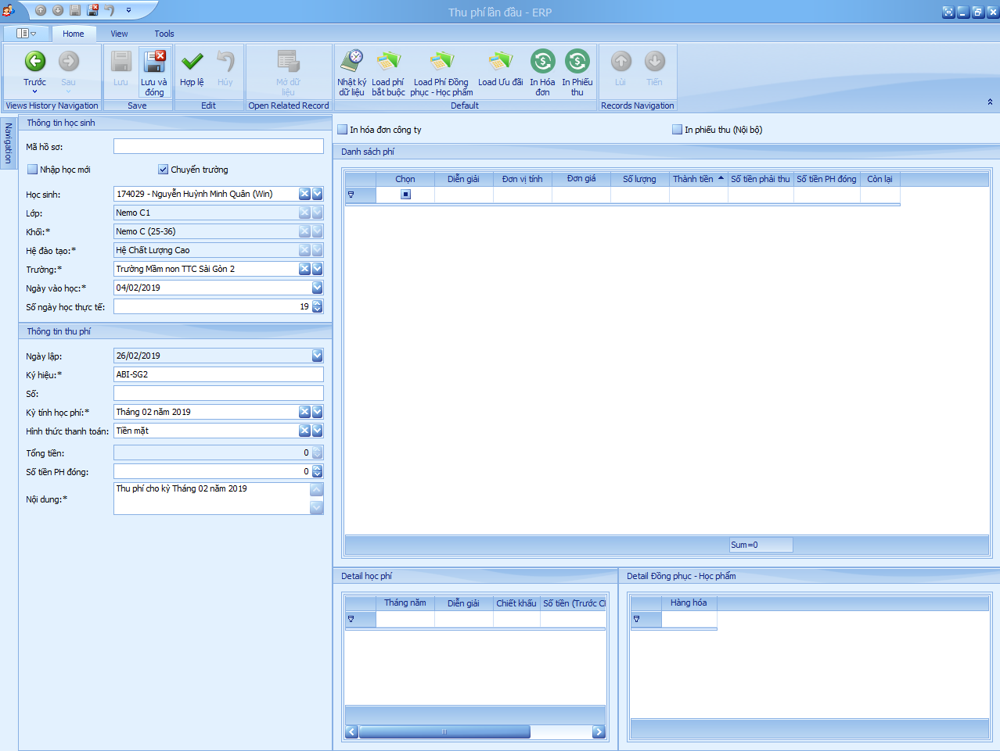 Thu phí lần đầu - ERP
Home View Tools
Trước Sau Lưu Lưu và đóng Hợp lệ Hủy Mở dữ liệu Nhật ký dữ liệu Load phí bắt buộc Load Phí Đồng phục - Học phẩm Load Ưu đãi In Hóa đơn In Phiếu thu Lùi Tiến
Views History Navigation Save Edit Open Related Record Default Records Navigation
Navigation
Thông tin học sinh
Mã hồ sơ:
Nhập học mới Chuyển trường
Học sinh: 174029 - Nguyễn Huỳnh Minh Quân (Win)
Lớp: Nemo C1
Khối:* Nemo C (25-36)
Hệ đào tạo:* Hệ Chất Lượng Cao
Trường:* Trường Mầm non TTC Sài Gòn 2
Ngày vào học:* 04/02/2019
Số ngày học thực tế: 19
Thông tin thu phí
Ngày lập: 26/02/2019
Ký hiệu:* ABI-SG2
Số:
Kỳ tính học phí:* Tháng 02 năm 2019
Hình thức thanh toán: Tiền mặt
Tổng tiền: 0
Số tiền PH đóng: 0
Nội dung:* Thu phí cho kỳ Tháng 02 năm 2019
In hóa đơn công ty In phiếu thu (Nội bộ)
Danh sách phí
Chọn Diễn giải Đơn vị tính Đơn giá Số lượng Thành tiền Số tiền phải thu Số tiền PH đóng Còn lại
Sum=0
Detail học phí
Tháng năm Diễn giải Chiết khấu Số tiền (Trước Cl
Detail Đồng phục - Học phẩm
Hàng hóa